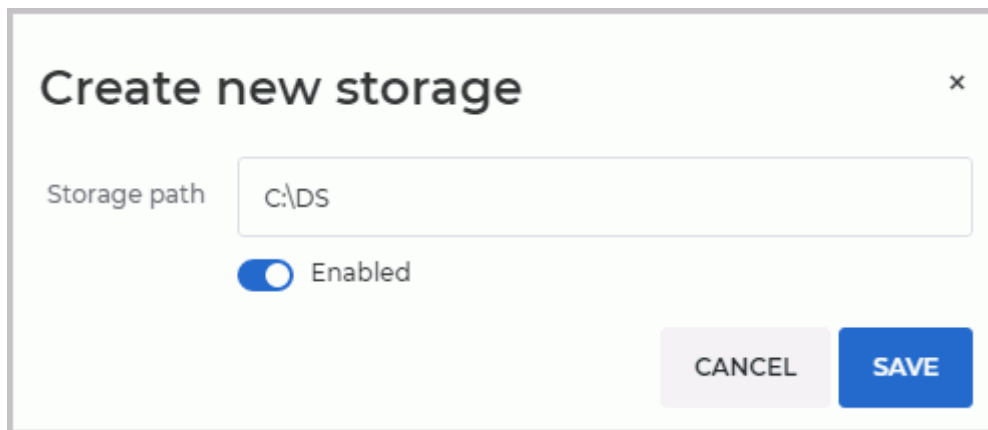 Create new storage
×
Storage path
C:\DS
Enabled
CANCEL
SAVE